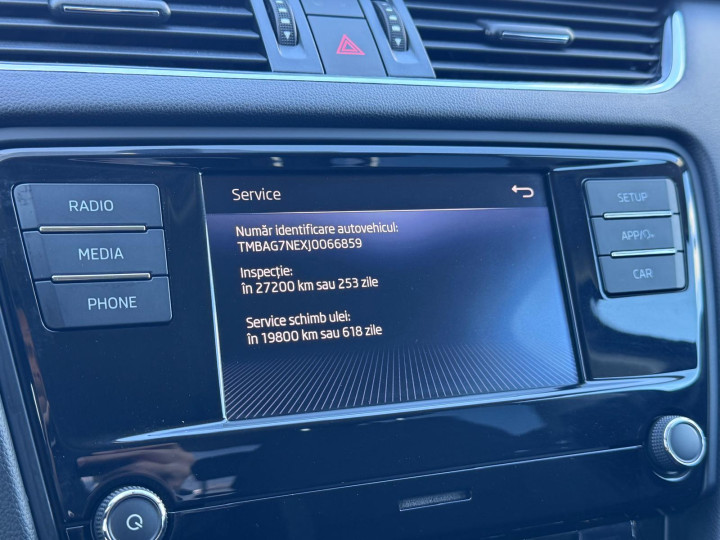 RADIO
MEDIA
PHONE
Service
Număr identificare autovehicul:
TMBAG7NEXJ0066859
Inspecție:
în 27200 km sau 253 zile
Service schimb ulei:
în 19800 km sau 618 zile
SETUP
CAR